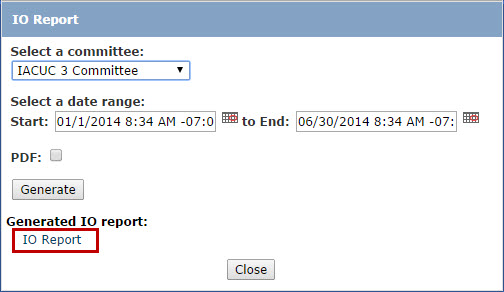 IO Report
Select a committee:
IACUC 3 Committee
Select a date range:
Start: 01/1/2014 8:34 AM -07:0 to End: 06/30/2014 8:34 AM -07:
PDF:
Generate
Generated IO report:
IO Report
Close